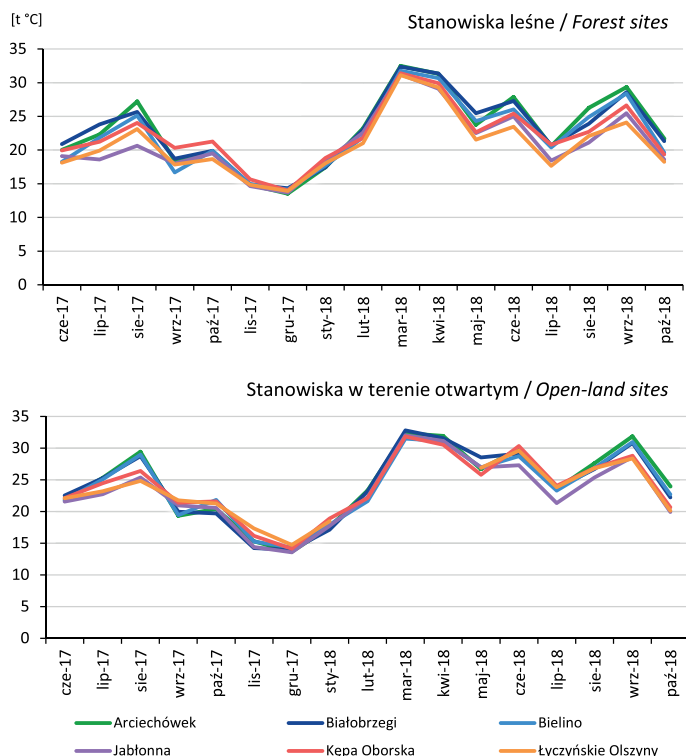 [t °C]
Stanowiska leśne / Forest sites
35
30
25
20
15
10
5
0
cze-17
lip-17
sie-17
wrz-17
paź-17
lis-17
gru-17
sty-18
lut-18
mar-18
kwi-18
maj-18
cze-18
lip-18
sie-18
wrz-18
paź-18
Stanowiska w terenie otwartym / Open-land sites
35
30
25
20
15
10
5
0
cze-17
lip-17
sie-17
wrz-17
paź-17
lis-17
gru-17
sty-18
lut-18
mar-18
kwi-18
maj-18
cze-18
lip-18
sie-18
wrz-18
paź-18
Arciechówek Białobrzegi Bielino
Jabłonna Kępa Oborska Łyczyńskie Olszyny